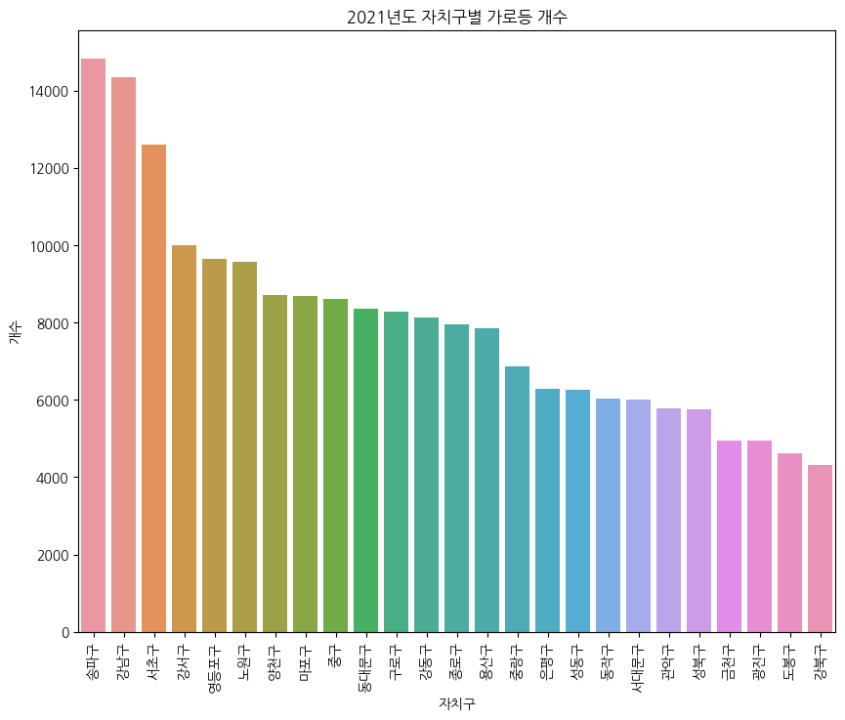 2021년도 자치구별 가로등 개수
개수
14000
12000
10000
8000
6000
4000
2000
0
송파구
강남구
서초구
강서구
영등포구
노원구
양천구
마포구
중구
동대문구
구로구
강동구
종로구
용산구
중랑구
은평구
성동구
동작구
서대문구
관악구
성북구
금천구
광진구
도봉구
강북구
자치구